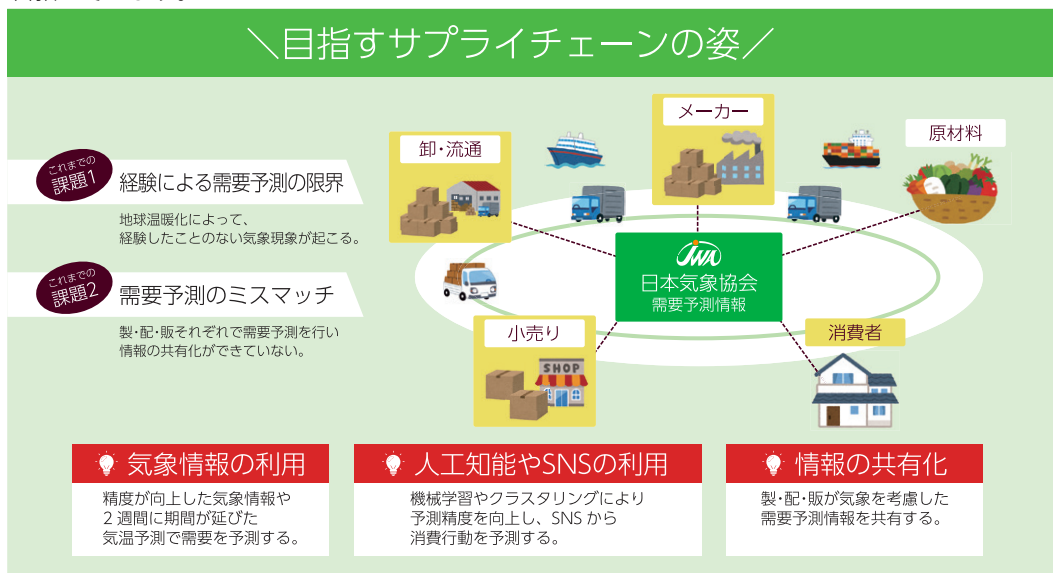 ＼目指すサプライチェーンの姿／
これまでの
課題1
経験による需要予測の限界
地球温暖化によって、
経験したことのない気象現象が起こる。
これまでの
課題2
需要予測のミスマッチ
製・配・販それぞれで需要予測を行い
情報の共有化ができていない。
卸・流通
メーカー
原材料
JWA
日本気象協会
需要予測情報
小売り
SHOP
消費者
気象情報の利用
精度が向上した気象情報や
2週間に期間が延びた
気温予測で需要を予測する。
人工知能やSNSの利用
機械学習やクラスタリングにより
予測精度を向上し、SNSから
消費行動を予測する。
情報の共有化
製・配・販が気象を考慮した
需要予測情報を共有する。